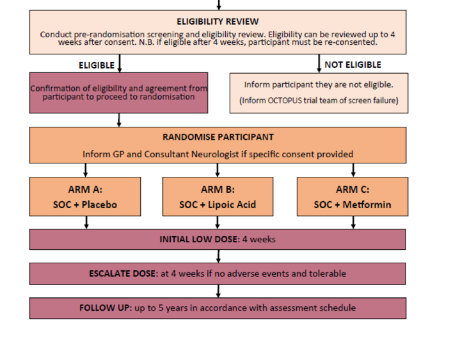 ELIGIBILITY REVIEW
Conduct pre-randomisation screening and eligibility review. Eligibility can be reviewed up to 4
weeks after consent. N.B. if eligible after 4 weeks, participant must be re-consented.
ELIGIBLE
NOT ELIGIBLE
Confirmation of eligibility and agreement from
participant to proceed to randomisation
Inform participant they are not eligible.
(Inform OCTOPUS trial team of screen failure)
RANDOMISE PARTICIPANT
Inform GP and Consultant Neurologist if specific consent provided
ARM A:
SOC + Placebo
ARM B:
SOC + Lipoic Acid
ARM C:
SOC + Metformin
INITIAL LOW DOSE: 4 weeks
ESCALATE DOSE: at 4 weeks if no adverse events and tolerable
FOLLOW UP: up to 5 years in accordance with assessment schedule